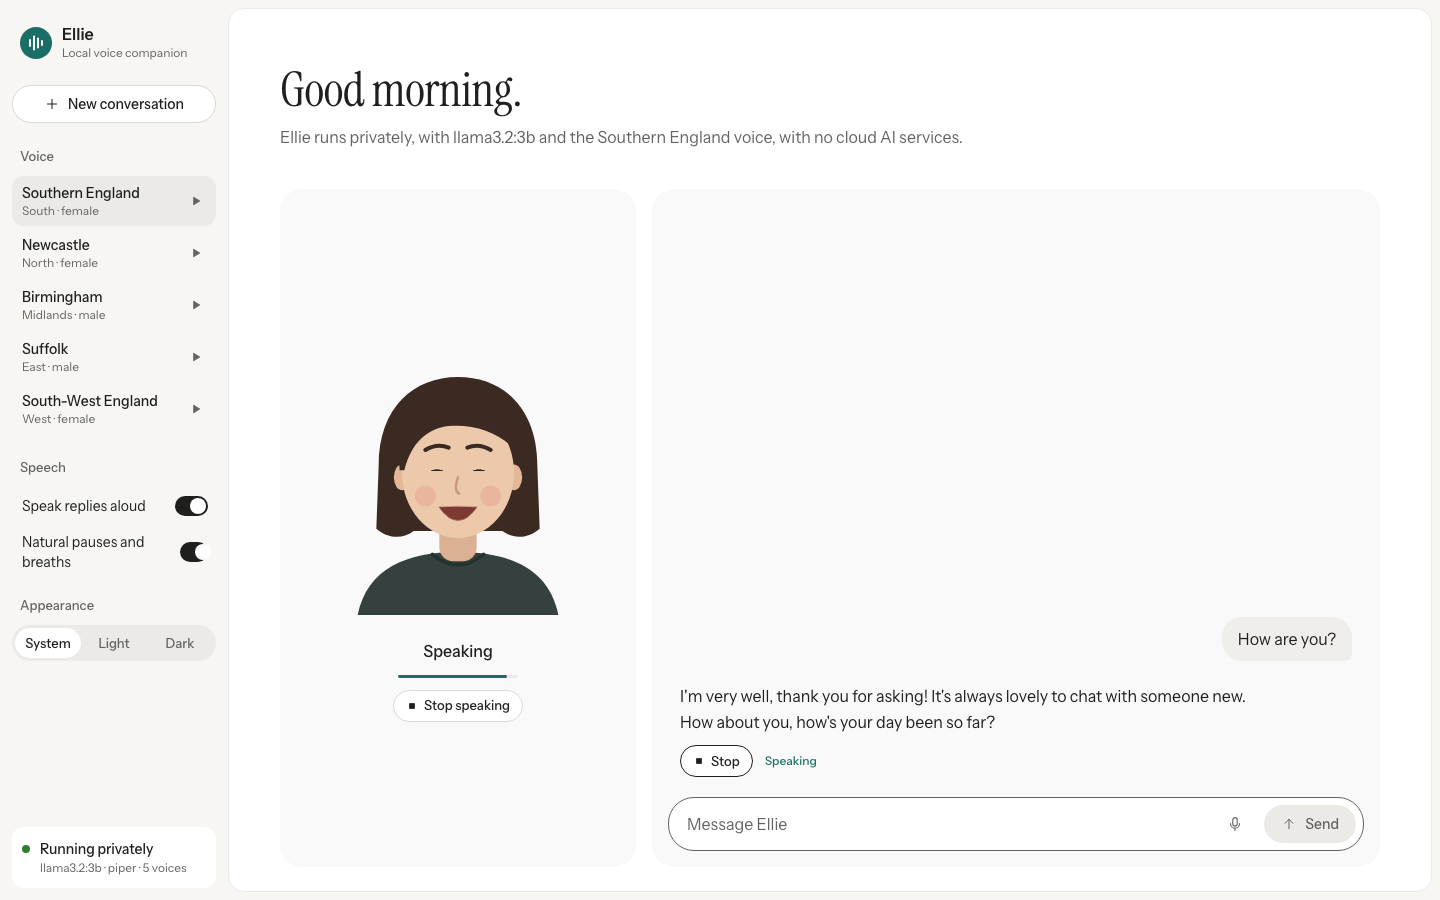 Ellie
Local voice companion
New conversation
Voice
Southern England
South · female
Newcastle
North · female
Birmingham
Midlands · male
Suffolk
East · male
South-West England
West · female
Speech
Speak replies aloud
Natural pauses and
breaths
Appearance
System Light Dark
Running privately
llama3.2:3b · piper · 5 voices
Good morning.
Ellie runs privately, with llama3.2:3b and the Southern England voice, with no cloud AI services.
Speaking
Stop speaking
How are you?
I'm very well, thank you for asking! It's always lovely to chat with someone new.
How about you, how's your day been so far?
Stop Speaking
Message Ellie Send